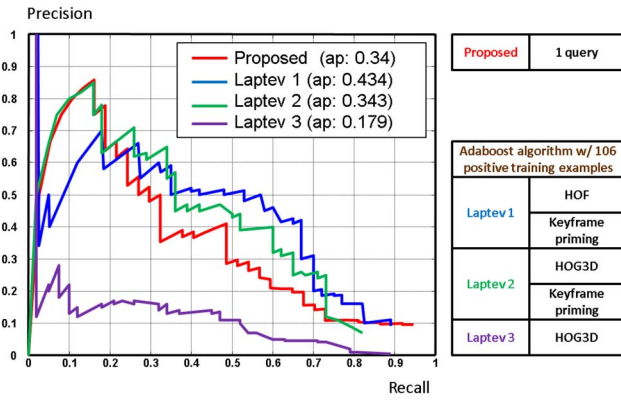 Precision
1
0.9
0.8
0.7
0.6
0.5
0.4
0.3
0.2
0.1
0
Proposed (ap: 0.34)
Laptev 1 (ap: 0.434)
Laptev 2 (ap: 0.343)
Laptev 3 (ap: 0.179)
0 0.1 0.2 0.3 0.4 0.5 0.6 0.7 0.8 0.9 1
Recall
Proposed 1 query
Adaboost algorithm w/ 106
positive training examples
Laptev 1
HOF
Keyframe
priming
Laptev 2
HOG3D
Keyframe
priming
Laptev 3 HOG3D